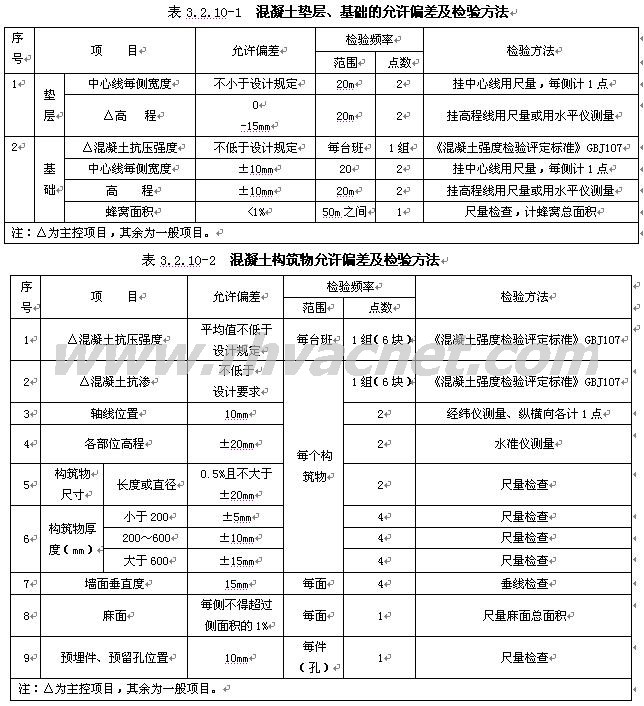 表 3.2.10-1 混凝土垫层、基础的允许偏差及检验方法
序号 项 目 允许偏差 检验频率 检验方法
范围 点数
1 垫层 中心线每侧宽度 不小于设计规定 20m 2 挂中心线用尺量，每侧计 1 点
△高 程 0 -15mm 20m 2 挂高程线用尺量或用水平仪测量
2 基础 △混凝土抗压强度 不低于设计规定 每台班 1 组 《混凝土强度检验评定标准》GBJ107
中心线每侧宽度 ±10mm 20 2 挂中心线用尺量，每侧计 1 点
高 程 ±10mm 20m 2 挂高程线用尺量或用水平仪测量
蜂窝面积 <1% 50m 之间 1 尺量检查，计蜂窝总面积
注：△为主控项目，其余为一般项目。
表 3.2.10-2 混凝土构筑物允许偏差及检验方法
序号 项 目 允许偏差 检验频率 检验方法
范围 点数
1 △混凝土抗压强度 平均值不低于设计规定 每台班 1 组（6 块） 《混凝土强度检验评定标准》GBJ107
2 △混凝土抗渗 不低于设计要求 每个构筑物 1 组（6 块） 《混凝土强度检验评定标准》GBJ107
3 轴线位置 10mm 2 经纬仪测量、纵横向各计 1 点
4 各部位高程 ±20mm 2 水准仪测量
5 构筑物尺寸 长度或直径 0.5%且不大于±20mm 2 尺量检查
6 构筑物厚度（mm） 小于 200 ±5mm 4 尺量检查
200～600 ±10mm 4 尺量检查
大于 600 ±15mm 4 尺量检查
7 墙面垂直度 15mm 每面 4 垂线检查
8 麻面 每侧不得超过侧面积的 1% 每面 1 尺量麻面总面积
9 预埋件、预留孔位置 10mm 每件（孔） 1 尺量检查
注：△为主控项目，其余为一般项目。